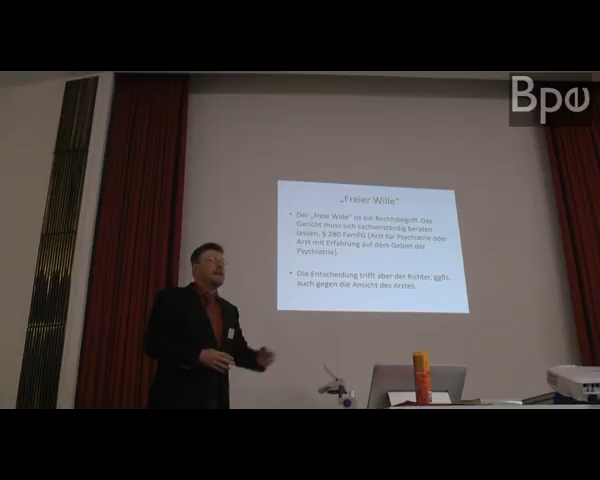 Bpe
„Freier Wille“
• Der „freie Wille“ ist ein Rechtsbegriff. Das
Gericht muss sich sachverständig beraten
lassen, § 280 FamFG (Arzt für Psychiatrie oder
Arzt mit Erfahrung auf dem Gebiet der
Psychiatrie).
• Die Entscheidung trifft aber der Richter, ggfls.
auch gegen die Ansicht des Arztes.